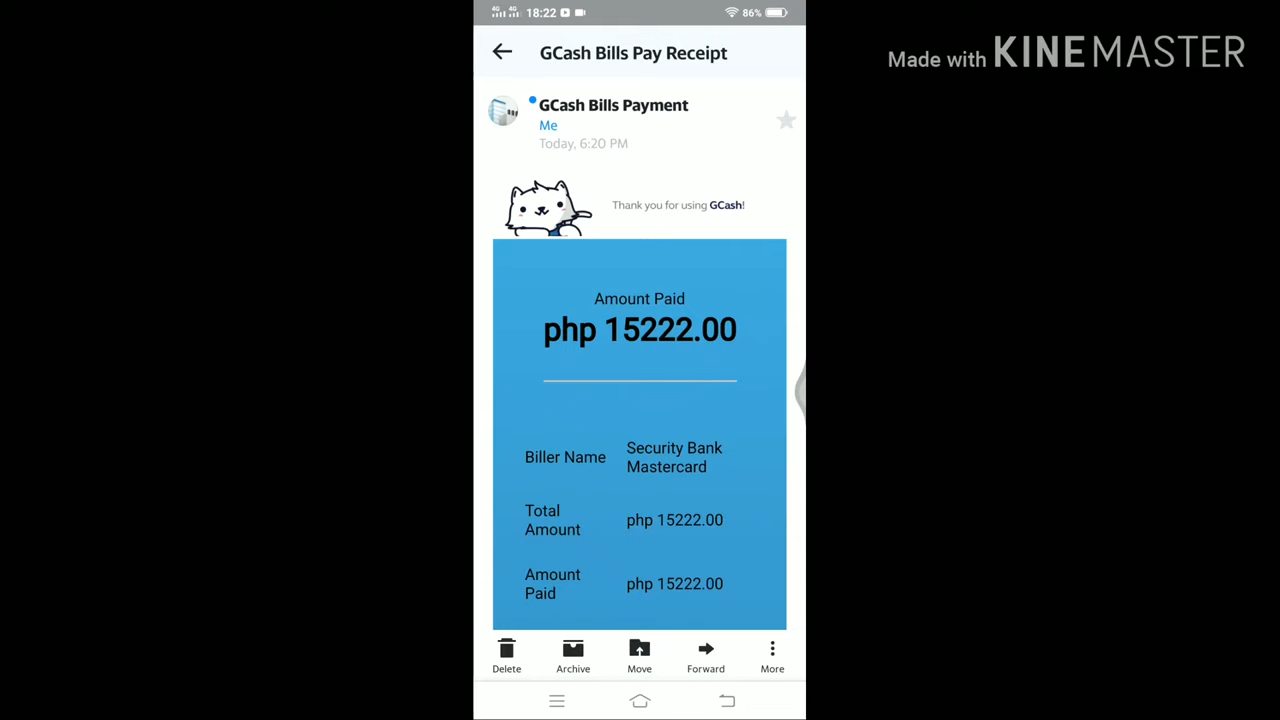 4G 4G 18:22 86%
Made with KINEMASTER
GCash Bills Pay Receipt
GCash Bills Payment
Me
Today, 6:20 PM
Thank you for using GCash!
Amount Paid
php 15222.00
Biller Name
Security Bank
Mastercard
Total
Amount
php 15222.00
Amount
Paid
php 15222.00
Delete Archive Move Forward More